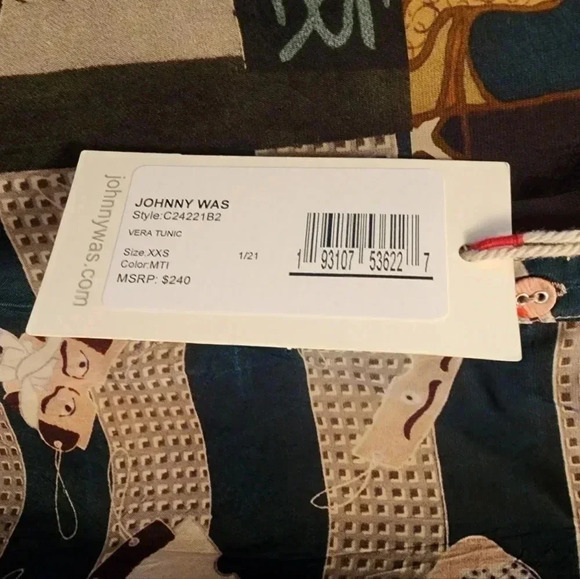 johnnywas.com
JOHNNY WAS
Style:C24221B2
VERA TUNIC
Size:XXS 1/21
Color:MTI
MSRP: $240
1 93107 53622 7